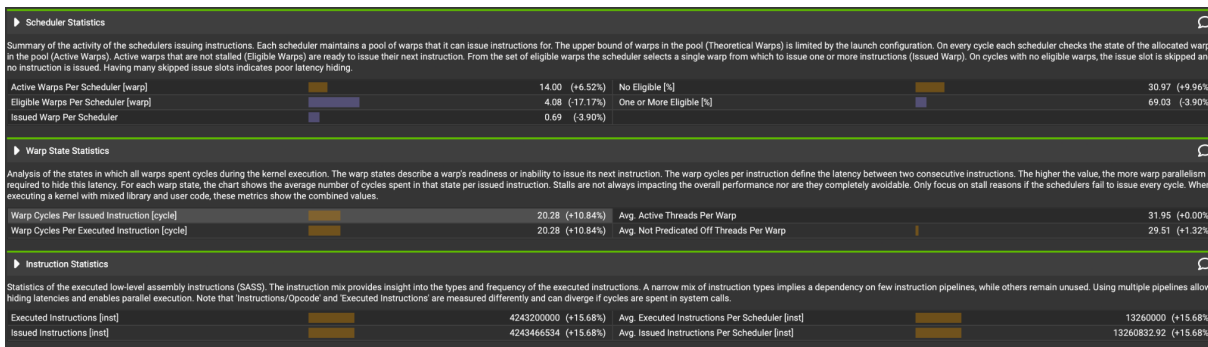 Scheduler Statistics
Summary of the activity of the schedulers issuing instructions. Each scheduler maintains a pool of warps that it can issue instructions for. The upper bound of warps in the pool (Theoretical Warps) is limited by the launch configuration. On every cycle each scheduler checks the state of the allocated warp
in the pool (Active Warps). Active warps that are not stalled (Eligible Warps) are ready to issue their next instruction. From the set of eligible warps the scheduler selects a single warp from which to issue one or more instructions (Issued Warp). On cycles with no eligible warps, the issue slot is skipped an
no instruction is issued. Having many skipped issue slots indicates poor latency hiding.
Active Warps Per Scheduler [warp] 14.00 (+6.52%) No Eligible [%] 30.97 (+9.96%
Eligible Warps Per Scheduler [warp] 4.08 (-17.17%) One or More Eligible [%] 69.03 (-3.90%
Issued Warp Per Scheduler 0.69 (-3.90%)
Warp State Statistics
Analysis of the states in which all warps spent cycles during the kernel execution. The warp states describe a warp's readiness or inability to issue its next instruction. The warp cycles per instruction define the latency between two consecutive instructions. The higher the value, the more warp parallelism
required to hide this latency. For each warp state, the chart shows the average number of cycles spent in that state per issued instruction. Stalls are not always impacting the overall performance nor are they completely avoidable. Only focus on stall reasons if the schedulers fail to issue every cycle. When
executing a kernel with mixed library and user code, these metrics show the combined values.
Warp Cycles Per Issued Instruction [cycle] 20.28 (+10.84%) Avg. Active Threads Per Warp 31.95 (+0.00%
Warp Cycles Per Executed Instruction [cycle] 20.28 (+10.84%) Avg. Not Predicated Off Threads Per Warp 29.51 (+1.32%
Instruction Statistics
Statistics of the executed low-level assembly instructions (SASS). The instruction mix provides insight into the types and frequency of the executed instructions. A narrow mix of instruction types implies a dependency on few instruction pipelines, while others remain unused. Using multiple pipelines allow
hiding latencies and enables parallel execution. Note that 'Instructions/Opcode' and 'Executed Instructions' are measured differently and can diverge if cycles are spent in system calls.
Executed Instructions [inst] 4243200000 (+15.68%) Avg. Executed Instructions Per Scheduler [inst] 13260000 (+15.68%
Issued Instructions [inst] 4243466534 (+15.68%) Avg. Issued Instructions Per Scheduler [inst] 13260832.92 (+15.68%